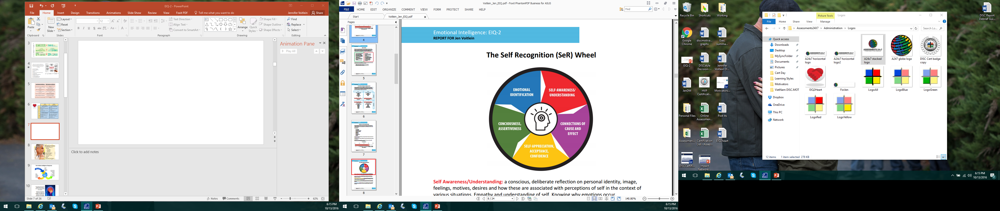 EIQ-2 - PowerPoint
File Home Insert Design Transitions Animations Slide Show Review View Foxit PDF Tell me what you want to do Jennifer Voitlein Share
Paste
Clipboard
New
Slide
Layout
Reset
Section
Slides
12
Font
Text Direction
Align Text
Convert to SmartArt
Paragraph
Arrange
Quick
Styles
Shape Fill
Shape Outline
Shape Effects
Drawing
Find
Replace
Select
Editing
3
4
5
6
7
8
9
The Positive Intelligence Response
10
Click to add notes
Animation Pane
Play All
Slide 7 of 26
Notes Comments 62%
6:15 PM
10/13/2016
Voitlein_Jen_EIQ.pdf - Foxit PhantomPDF Business for ASUS
FILE HOME EDIT ORGANIZE COMMENT VIEW FORM PROTECT SHARE HELP
Find
Start Voitlein_Jen_EIQ.pdf
Pages
4
5
6
7
8
Emotional Intelligence: EIQ-2
REPORT FOR Jen Voitlein
The Self Recognition (SeR) Wheel
EMOTIONAL
IDENTIFICATION
SELF-AWARENESS/
UNDERSTANDING
CONCIOUSNESS,
ASSERTIVENESS
CONNECTIONS OF
CAUSE AND
EFFECT
SELF-APPRECIATION,
ACCEPTANCE,
CONFIDENCE
Self Awareness/Understanding: a conscious, deliberate reflection on personal identity, image,
feelings, motives, desires and how these are associated with perceptions of self in the context of
various situations. Empathy and understanding of self. Knowing why emotions occur.
8 / 24
140.80%
6:15 PM
10/13/2016
Recycle Bin Shortcuts Working
Google
Chrome
discmotiva...
graphs
Exec
summa...
EIQ-2
DISCstyle
Decision-...
Jennifer
Voitlein DI...
JenDM
HVP
Certificati...
Motivators...
Personal Files
Online
Assessmen...
Post its
Assessmen...
Certification
List - Asses...
EIQ2heart
DISCCertifi...
Impact
Networki...
DISC Report
Debrief Gui...
Picture Tools Logos
File Home Share View Manage
Assessments24X7 Administration Logos
Search Lo...
Quick access
Downloads
Desktop
MySyncFolder
Documents
Pictures
Cert Day
Learning Styles
Motivators
VietNam DISC.MOT
Dropbox
OneDrive
This PC
Network
ASSESSMENTS 24x7
ASSESSMENTS 24x7
ASSESSMENTS 24x7
A24x7 horizontal
logo
A24x7 horizontal
logo2
A24x7 stacked
logo
A247 globe logo
DISC Cert badge
copy
EIQ2Heart
ForJen
LogoAll
LogoBlue
LogoGreen
LogoRed
LogoYellow
12 items 1 item selected 278 KB
6:15 PM
10/13/2016
2